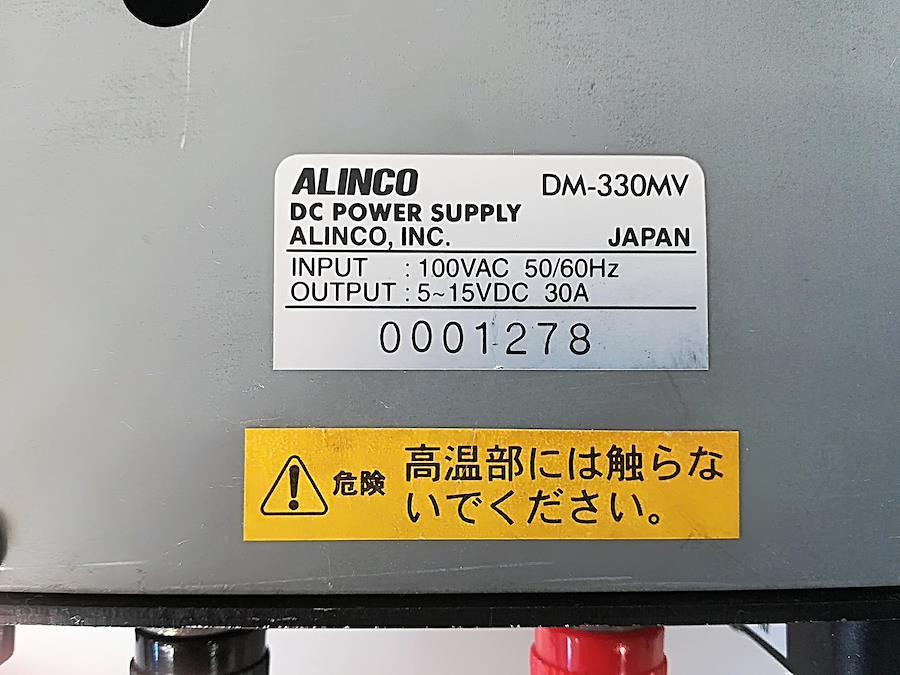 ALINCO DM-330MV
DC POWER SUPPLY
ALINCO, INC. JAPAN
INPUT : 100VAC 50/60Hz
OUTPUT : 5~15VDC 30A
0001278
危険 高温部には触らな
いでください。